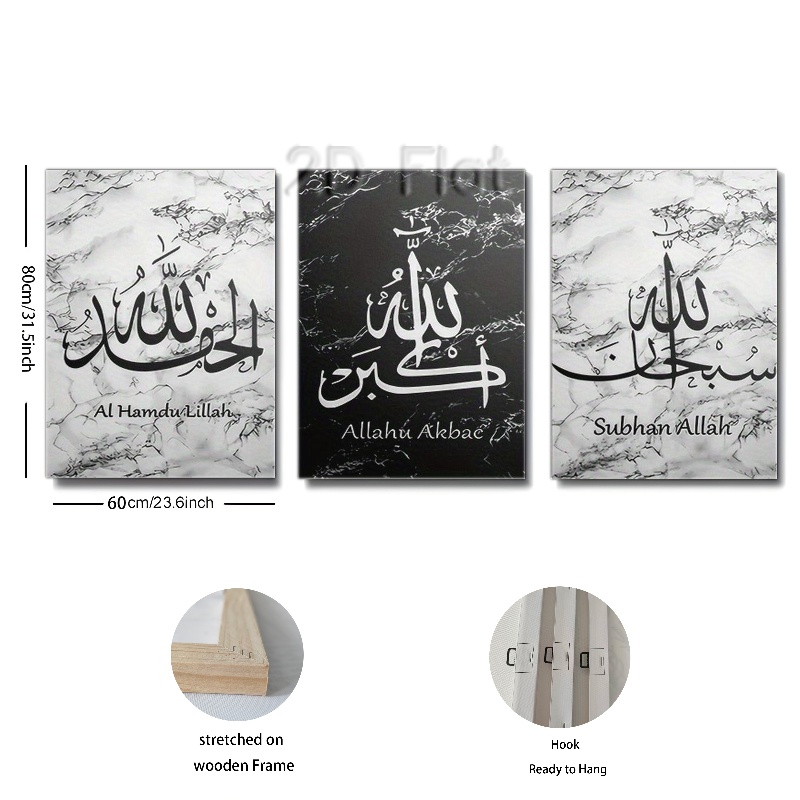 2D Flat
80cm/31.5inch
الحمد لله
Al Hamdu Lillah
الله أكبر
Allahu Akbac
سبحان الله
Subhan Allah
60cm/23.6inch
stretched on
wooden Frame
Hook
Ready to Hang